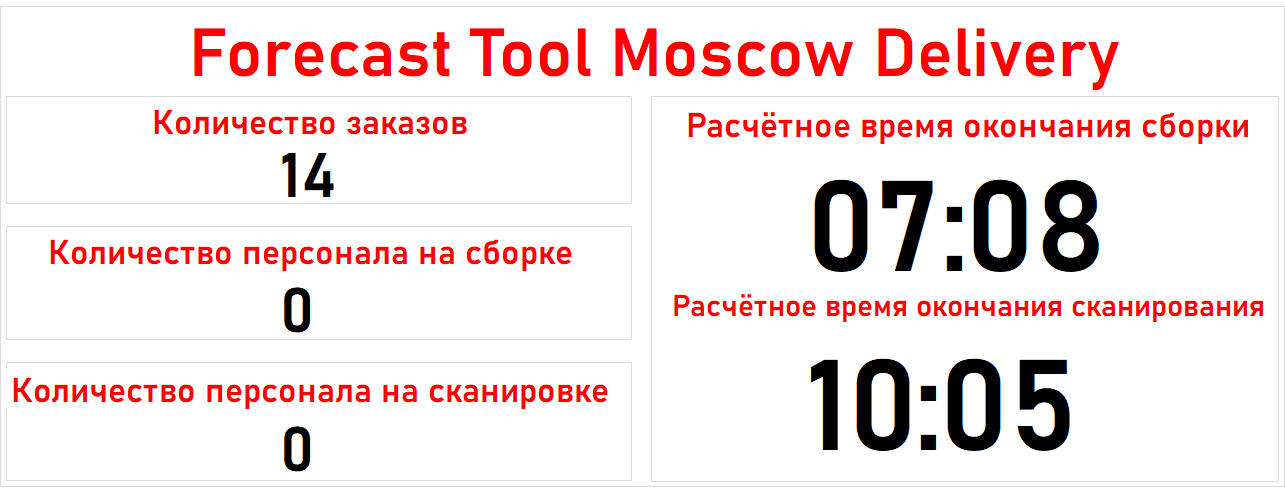 Forecast Tool Moscow Delivery
Количество заказов
14
Количество персонала на сборке
0
Количество персонала на сканировке
0
Расчётное время окончания сборки
07:08
Расчётное время окончания сканирования
10:05